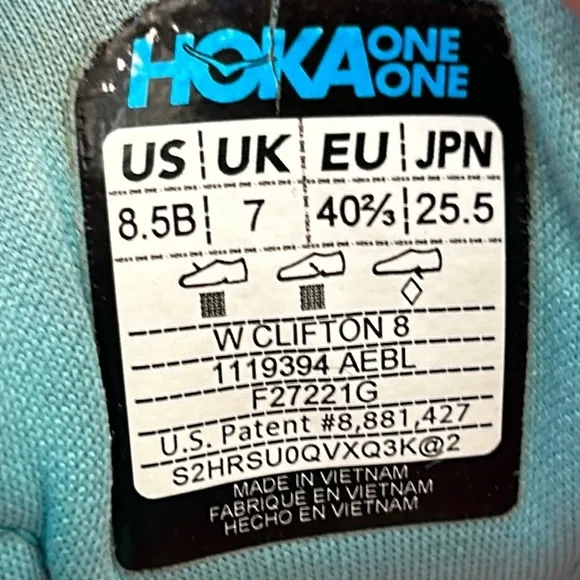 HOKA ONE ONE
US UK EU JPN
8.5B 7 40⅔ 25.5
W CLIFTON 8
1119394 AEBL
F27221G
U.S. Patent #8,881,427
S2HRSU0QVXQ3K@2
MADE IN VIETNAM
FABRIQUÉ EN VIETNAM
HECHO EN VIETNAM